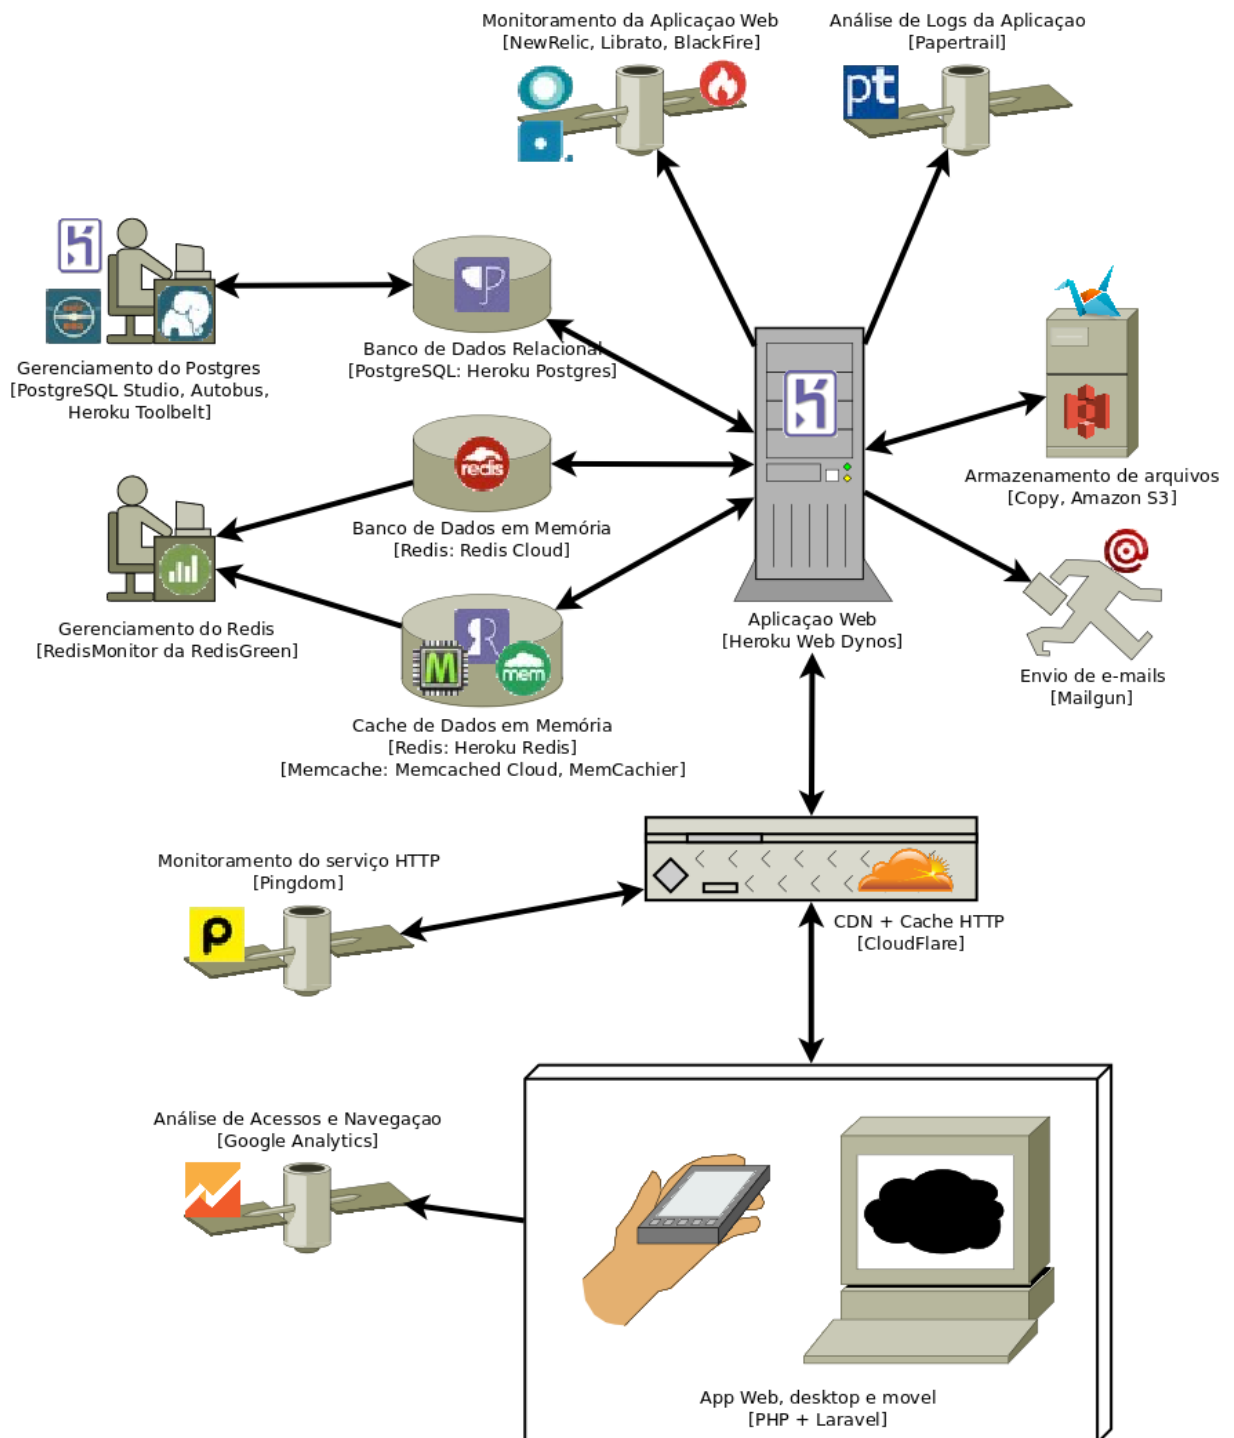 Monitoramento da Aplicaçao Web
[NewRelic, Librato, BlackFire]
Análise de Logs da Aplicaçao
[Papertrail]
pt
Gerenciamento do Postgres
[PostgreSQL Studio, Autobus,
Heroku Toolbelt]
Banco de Dados Relacional
[PostgreSQL: Heroku Postgres]
Armazenamento de arquivos
[Copy, Amazon S3]
redis
Banco de Dados em Memória
[Redis: Redis Cloud]
Gerenciamento do Redis
[RedisMonitor da RedisGreen]
Aplicaçao Web
[Heroku Web Dynos]
@
Envio de e-mails
[Mailgun]
R
M
mem
Cache de Dados em Memória
[Redis: Heroku Redis]
[Memcache: Memcached Cloud, MemCachier]
Monitoramento do serviço HTTP
[Pingdom]
p
CDN + Cache HTTP
[CloudFlare]
Análise de Acessos e Navegaçao
[Google Analytics]
App Web, desktop e movel
[PHP + Laravel]